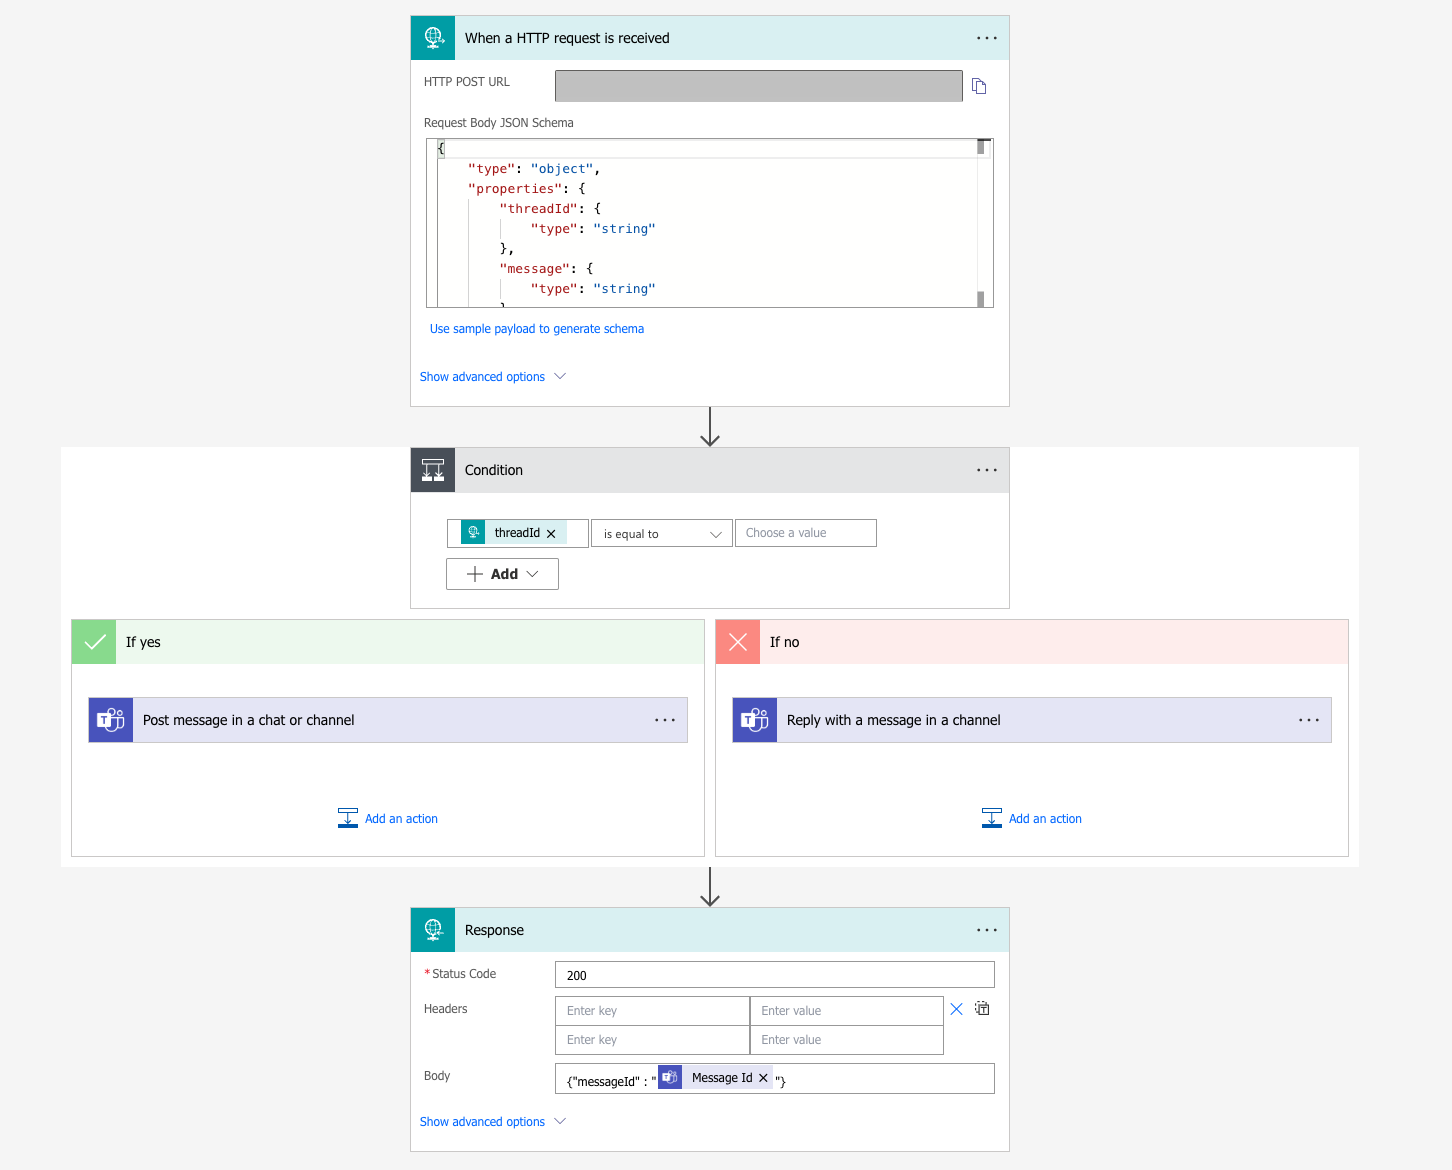 When a HTTP request is received
HTTP POST URL
Request Body JSON Schema
{
"type": "object",
"properties": {
"threadId": {
"type": "string"
},
"message": {
"type": "string"
}
Use sample payload to generate schema
Show advanced options
Condition
threadId is equal to Choose a value
Add
If yes
Post message in a chat or channel
Add an action
If no
Reply with a message in a channel
Add an action
Response
*Status Code 200
Headers Enter key Enter value
Enter key Enter value
Body {"messageId" : " Message Id "}
Show advanced options